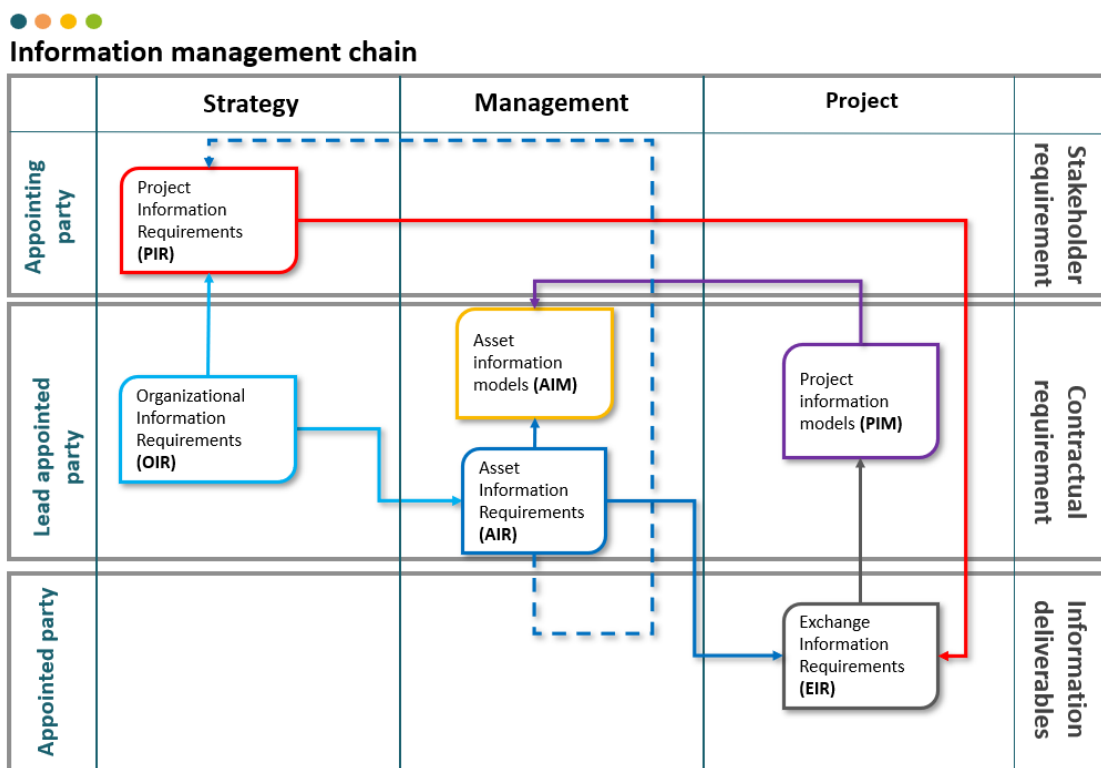 Information management chain
Strategy
Management
Project
Appointing
party
Project
Information
Requirements
(PIR)
Stakeholder
requirement
Lead appointed
party
Organizational
Information
Requirements
(OIR)
Asset
information
models (AIM)
Asset
Information
Requirements
(AIR)
Project
information
models (PIM)
Contractual
requirement
Appointed party
Exchange
Information
Requirements
(EIR)
Information
deliverables